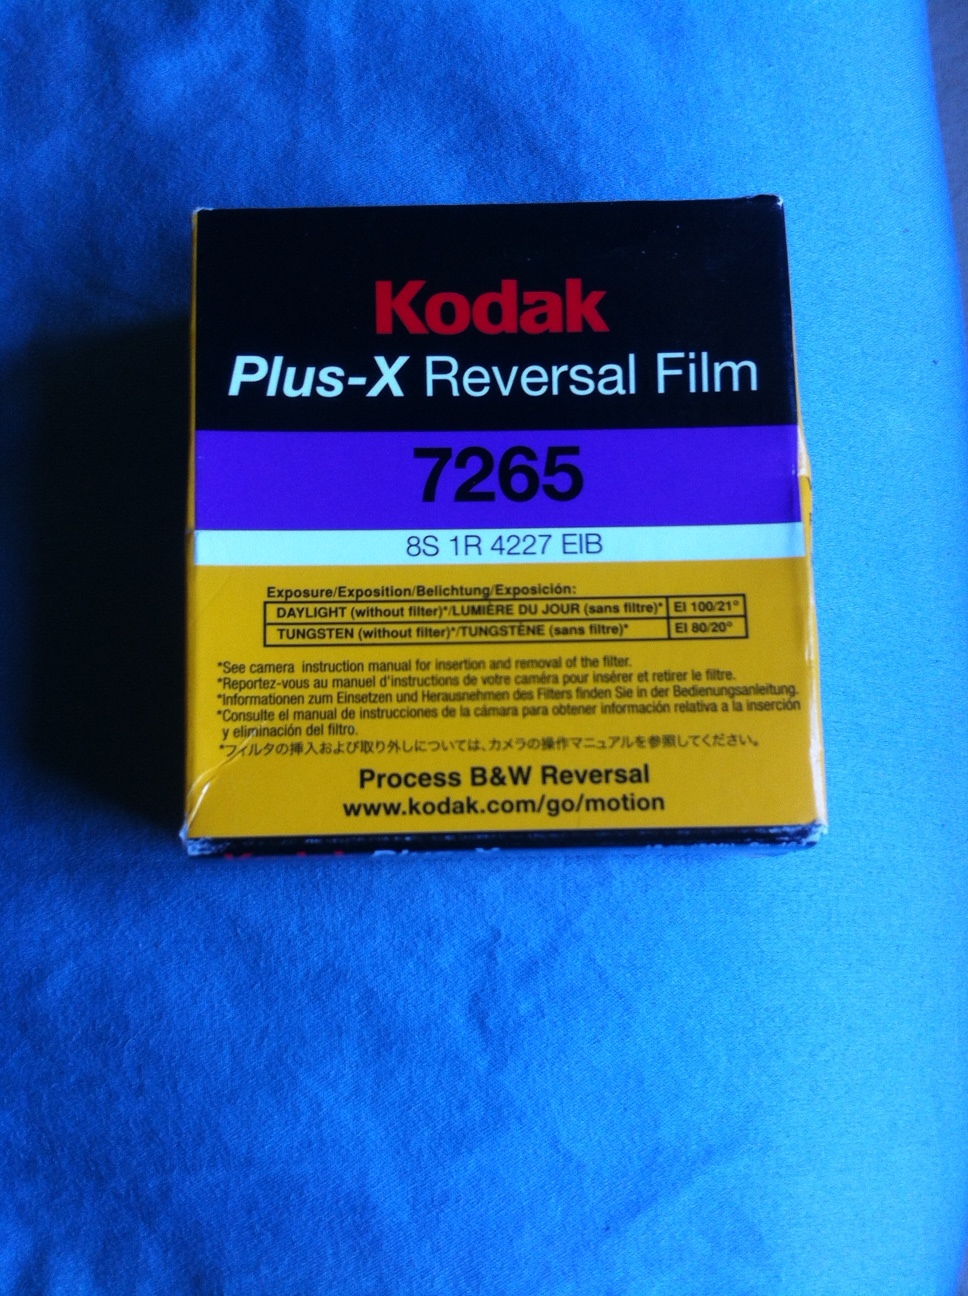 Kodak
Plus-X Reversal Film
7265
8S 1R 4227 EIB
Exposure/Exposition/Belichtung/Exposición:
DAYLIGHT (without filter)*/LUMIÈRE DU JOUR (sans filtre)* EI 100/21°
TUNGSTEN (without filter)*/TUNGSTÈNE (sans filtre)* EI 80/20°
*See camera instruction manual for insertion and removal of the filter.
*Reportez-vous au manuel d'instructions de votre caméra pour insérer et retirer le filtre.
*Informationen zum Einsetzen und Herausnehmen des Filters finden Sie in der Bedienungsanleitung.
*Consulte el manual de instrucciones de la cámara para obtener información relativa a la inserción
y eliminación del filtro.
*フィルタの挿入および取り外しについては、カメラの操作マニュアルを参照してください。
Process B&W Reversal
www.kodak.com/go/motion
Kodak Plus-X